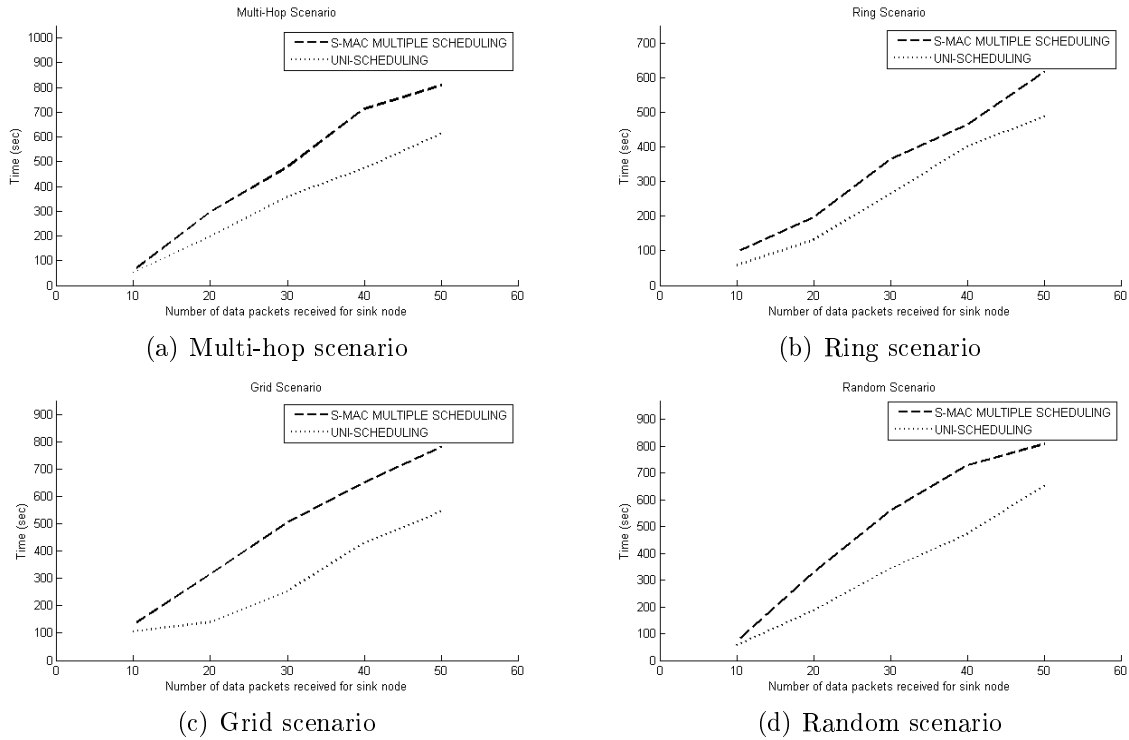 Multi-Hop Scenario
1000
900
800
700
600
500
400
300
200
100
0
Time (sec)
S-MAC MULTIPLE SCHEDULING
UNI-SCHEDULING
0 10 20 30 40 50 60
Number of data packets received for sink node
(a) Multi-hop scenario
Ring Scenario
700
600
500
400
300
200
100
0
Time (sec)
S-MAC MULTIPLE SCHEDULING
UNI-SCHEDULING
0 10 20 30 40 50 60
Number of data packets received for sink node
(b) Ring scenario
Grid Scenario
900
800
700
600
500
400
300
200
100
0
Time (sec)
S-MAC MULTIPLE SCHEDULING
UNI-SCHEDULING
0 10 20 30 40 50 60
Number of data packets received for sink node
(c) Grid scenario
Random Scenario
900
800
700
600
500
400
300
200
100
0
Time (sec)
S-MAC MULTIPLE SCHEDULING
UNI-SCHEDULING
0 10 20 30 40 50 60
Number of data packets received for sink node
(d) Random scenario